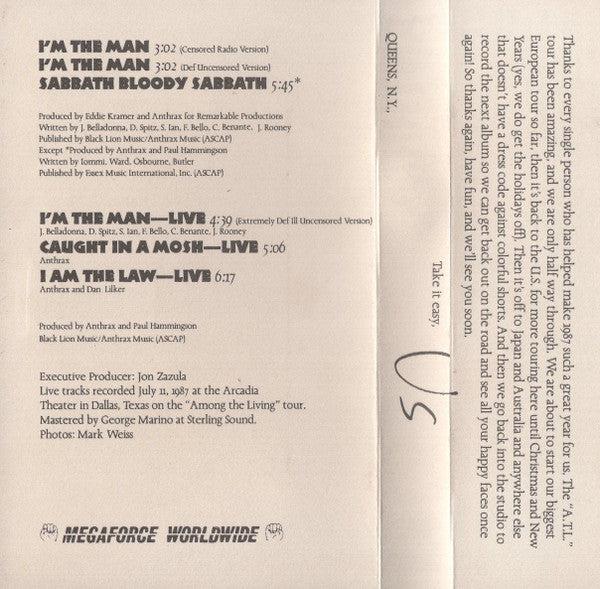 I'M THE MAN 3:02 (Censored Radio Version)
I'M THE MAN 3:02 (Def Uncensored Version)
SABBATH BLOODY SABBATH 5:45*
Produced by Eddie Kramer and Anthrax for Remarkable Productions
Written by J. Belladonna, D. Spitz, S. Ian, F. Bello, C. Benante, J. Rooney
Published by Black Lion Music/Anthrax Music (ASCAP)
Except *Produced by Anthrax and Paul Hammingson
Written by Iommi, Ward, Osbourne, Butler
Published by Essex Music International, Inc. (ASCAP)
I'M THE MAN—LIVE 4:39 (Extremely Def Ill Uncensored Version)
J. Belladonna, D. Spitz, S. Ian, F. Bello, C. Benante, J. Rooney
CAUGHT IN A MOSH—LIVE 5:06
Anthrax
I AM THE LAW—LIVE 6:17
Anthrax and Dan Lilker
Produced by Anthrax and Paul Hammingson
Black Lion Music/Anthrax Music (ASCAP)
Executive Producer: Jon Zazula
Live tracks recorded July 11, 1987 at the Arcadia
Theater in Dallas, Texas on the "Among the Living" tour.
Mastered by George Marino at Sterling Sound.
Photos: Mark Weiss
MEGAFORCE WORLDWIDE
Thanks to every single person who has helped make 1987 such a great year for us. The "A.T.L."
tour has been amazing, and we are only half way through. We are about to start our biggest
European tour so far, then it's back to the U.S. for more touring here until Christmas and New
Years (yes, we do get the holidays off). Then it's off to Japan and Australia and anywhere else
that doesn't have a dress code against colorful shorts. And then we go back into the studio to
record the next album so we can get back out on the road and see all your happy faces once
again! So thanks again, have fun, and we'll see you soon.
Take it easy,
Us
QUEENS, N.Y.,